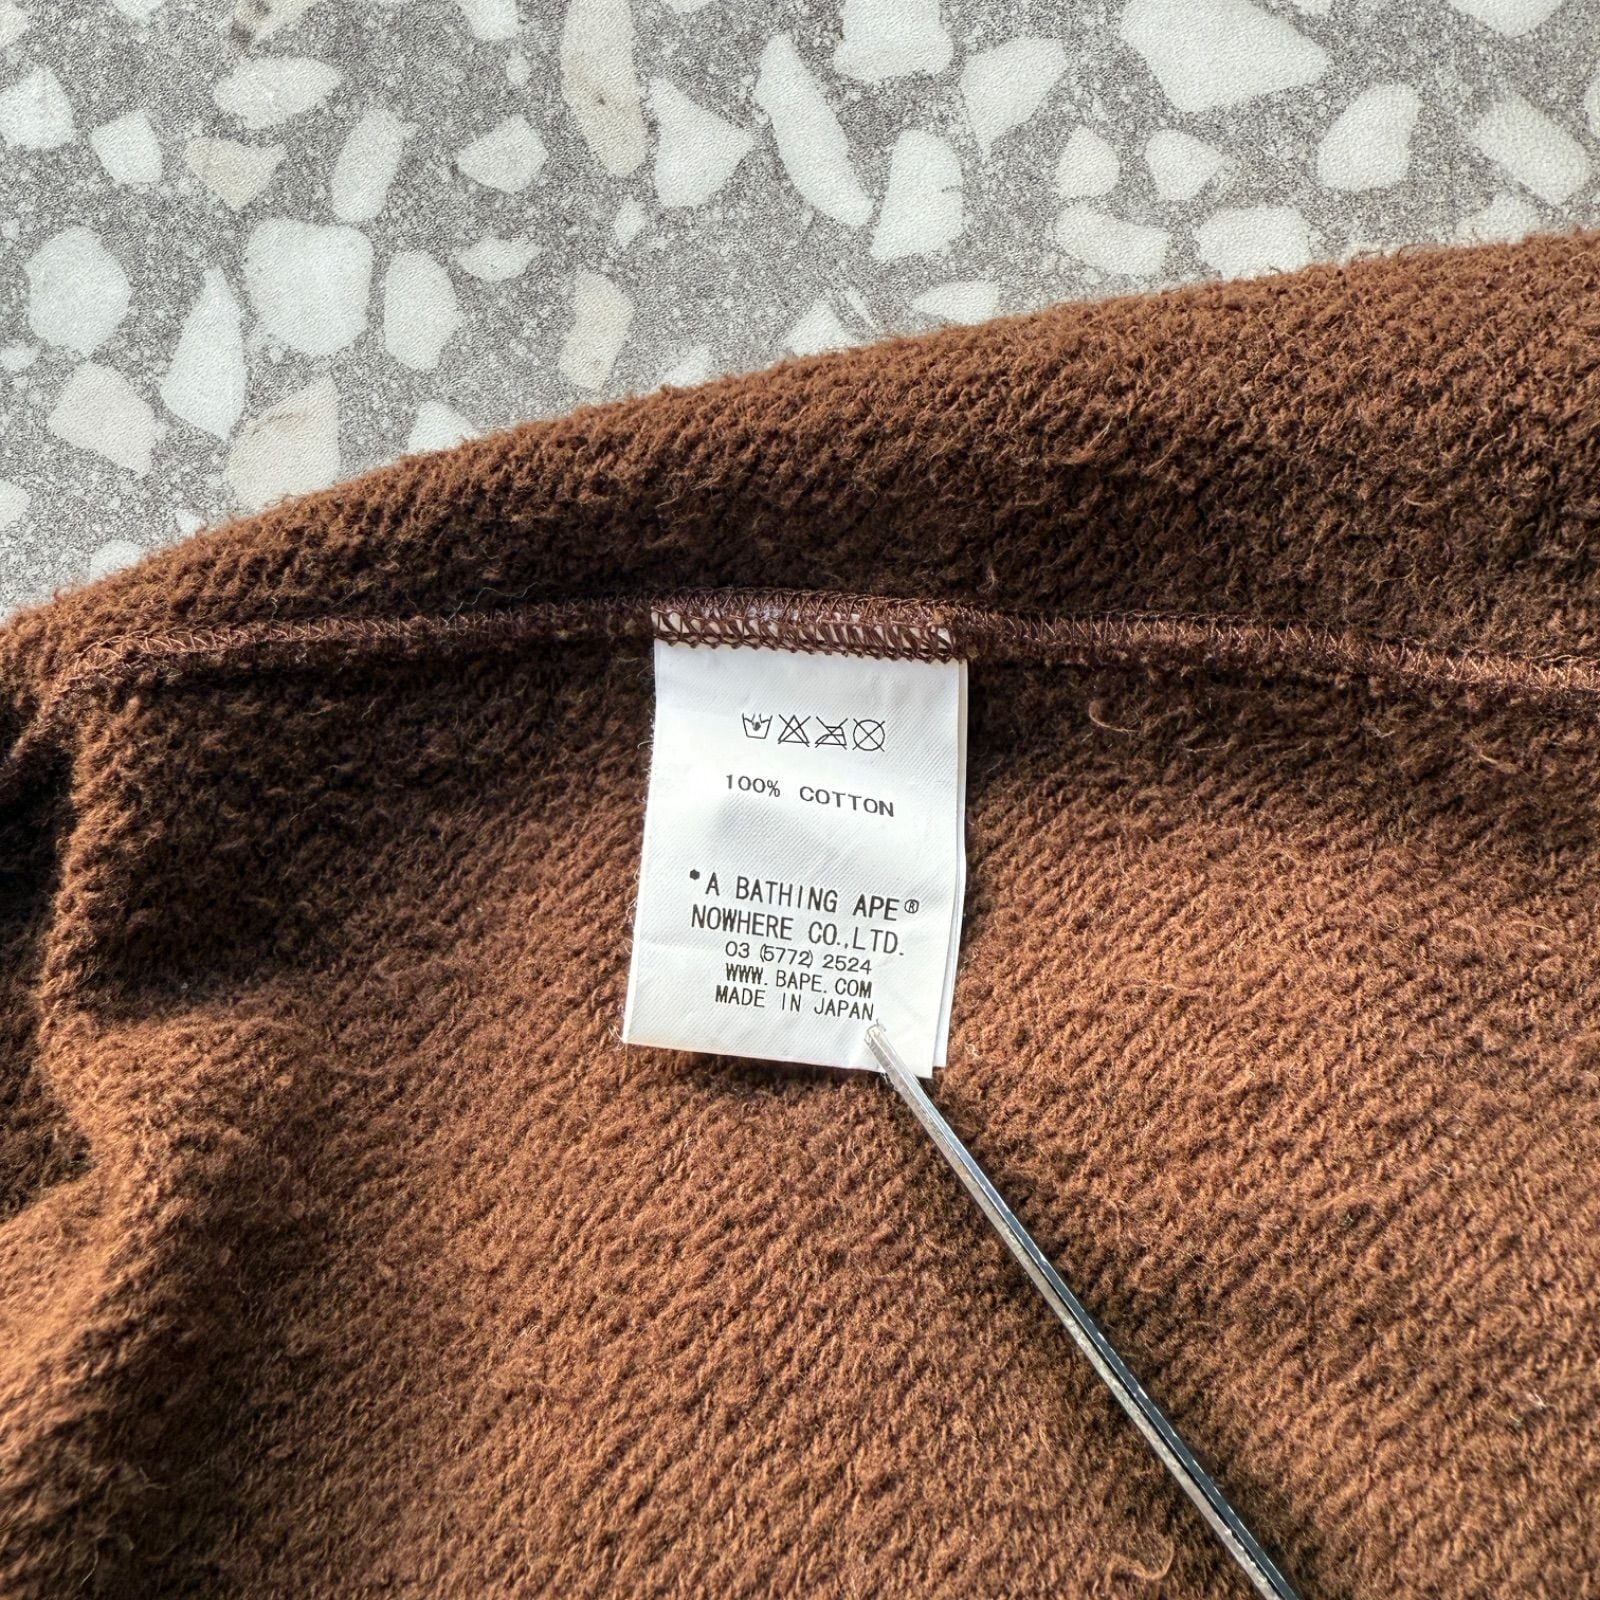 100% COTTON
*A BATHING APE®
NOWHERE CO.,LTD.
03 (5772) 2524
WWW. BAPE. COM
MADE IN JAPAN